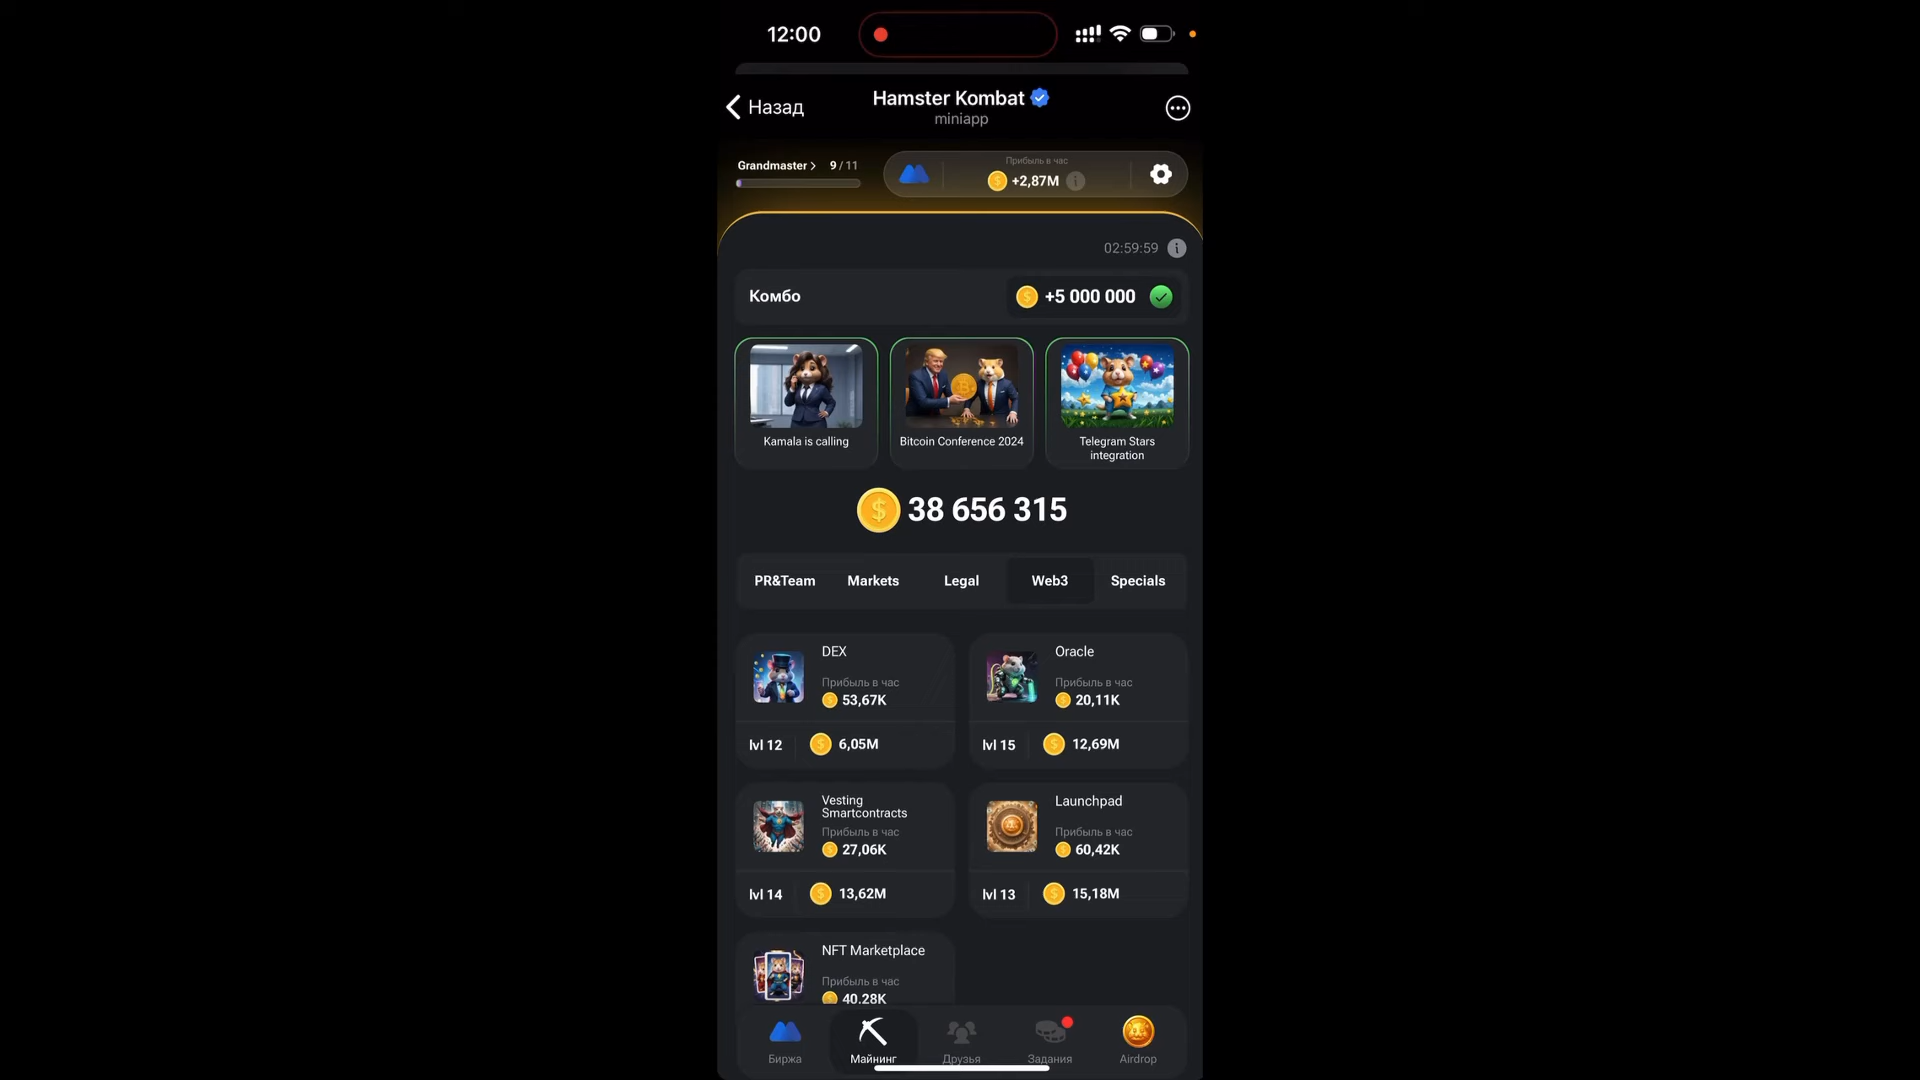 12:00
Назад
Hamster Kombat
miniapp
Grandmaster
9 / 11
Прибыль в час
+2,87M
02:59:59
Комбо
+5 000 000
Kamala is calling
Bitcoin Conference 2024
Telegram Stars
integration
38 656 315
PR&Team
Markets
Legal
Web3
Specials
DEX
Прибыль в час
53,67K
lvl 12
6,05M
Oracle
Прибыль в час
20,11K
lvl 15
12,69M
Vesting
Smartcontracts
Прибыль в час
27,06K
lvl 14
13,62M
Launchpad
Прибыль в час
60,42K
lvl 13
15,18M
NFT Marketplace
Прибыль в час
40,28K
Биржа
Майнинг
Друзья
Задания
Airdrop